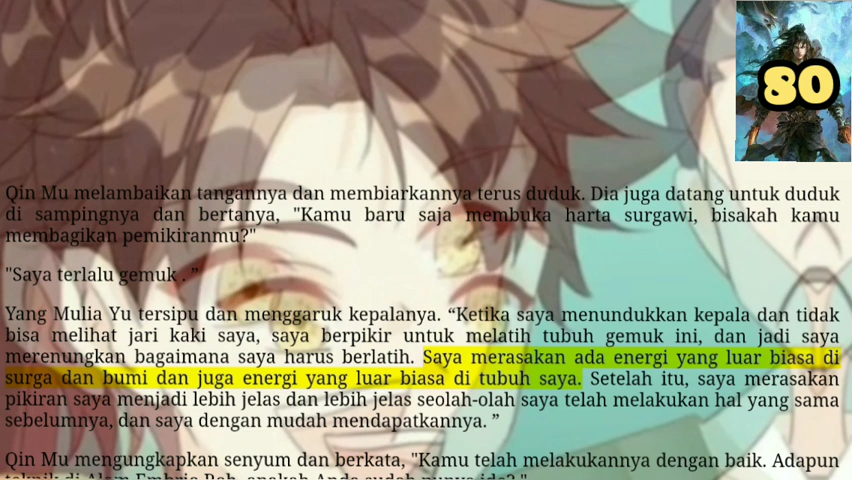 80
Qin Mu melambaikan tangannya dan membiarkannya terus duduk. Dia juga datang untuk duduk
di sampingnya dan bertanya, "Kamu baru saja membuka harta surgawi, bisakah kamu
membagikan pemikiranmu?"
"Saya terlalu gemuk . ”
Yang Mulia Yu tersipu dan menggaruk kepalanya. “Ketika saya menundukkan kepala dan tidak
bisa melihat jari kaki saya, saya berpikir untuk melatih tubuh gemuk ini, dan jadi saya
merenungkan bagaimana saya harus berlatih. Saya merasakan ada energi yang luar biasa di
surga dan bumi dan juga energi yang luar biasa di tubuh saya. Setelah itu, saya merasakan
pikiran saya menjadi lebih jelas dan lebih jelas seolah-olah saya telah melakukan hal yang sama
sebelumnya, dan saya dengan mudah mendapatkannya. ”
Qin Mu mengungkapkan senyum dan berkata, "Kamu telah melakukannya dengan baik. Adapun